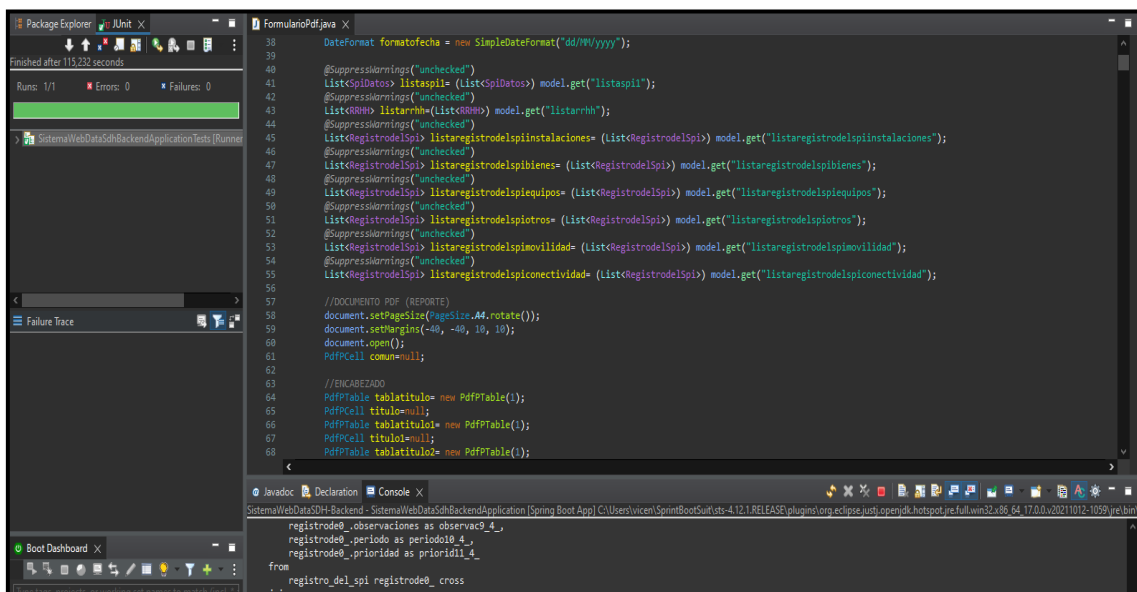 Package Explorer JUnit
Finished after 115,232 seconds
Runs: 1/1 Errors: 0 Failures: 0
SistemaWebDataSdhBackendApplicationTests [Runner
Failure Trace
Boot Dashboard
FormularioPdf.java
38 DateFormat formatofecha = new SimpleDateFormat("dd/MM/yyyy");
39
40 @SuppressWarnings("unchecked")
41 List<SpiDatos> listaspi1= (List<SpiDatos>) model.get("listaspi1");
42 @SuppressWarnings("unchecked")
43 List<RRHH> listarrhh=(List<RRHH>) model.get("listarrhh");
44 @SuppressWarnings("unchecked")
45 List<RegistrodelSpi> listaregistrodelspiinstalaciones= (List<RegistrodelSpi>) model.get("listaregistrodelspiinstalaciones");
46 @SuppressWarnings("unchecked")
47 List<RegistrodelSpi> listaregistrodelspibienes= (List<RegistrodelSpi>) model.get("listaregistrodelspibienes");
48 @SuppressWarnings("unchecked")
49 List<RegistrodelSpi> listaregistrodelspiequipos= (List<RegistrodelSpi>) model.get("listaregistrodelspiequipos");
50 @SuppressWarnings("unchecked")
51 List<RegistrodelSpi> listaregistrodelspiotros= (List<RegistrodelSpi>) model.get("listaregistrodelspiotros");
52 @SuppressWarnings("unchecked")
53 List<RegistrodelSpi> listaregistrodelspimovilidad= (List<RegistrodelSpi>) model.get("listaregistrodelspimovilidad");
54 @SuppressWarnings("unchecked")
55 List<RegistrodelSpi> listaregistrodelspiconectividad= (List<RegistrodelSpi>) model.get("listaregistrodelspiconectividad");
56
57 //DOCUMENTO PDF (REPORTE)
58 document.setPageSize(PageSize.A4.rotate());
59 document.setMargins(-40, -40, 10, 10);
60 document.open();
61 PdfPCell comun=null;
62
63 //ENCABEZADO
64 PdfPTable tablatitulo= new PdfPTable(1);
65 PdfPCell titulo=null;
66 PdfPTable tablatitulo1= new PdfPTable(1);
67 PdfPCell titulo1=null;
68 PdfPTable tablatitulo2= new PdfPTable(1);
Javadoc Declaration Console
SistemaWebDataSDH-Backend - SistemaWebDataSdhBackendApplication [Spring Boot App] C:\Users\vicen\SprintBootSuit\sts-4.12.1.RELEASE\plugins\org.eclipse.justj.openjdk.hotspot.jre.full.win32.x86_64_17.0.0.v20211012-1059\jre\bin\
registrode0_.observaciones as observac9_4_,
registrode0_.periodo as periodo10_4_,
registrode0_.prioridad as priorid11_4_
from
registro_del_spi registrode0_ cross